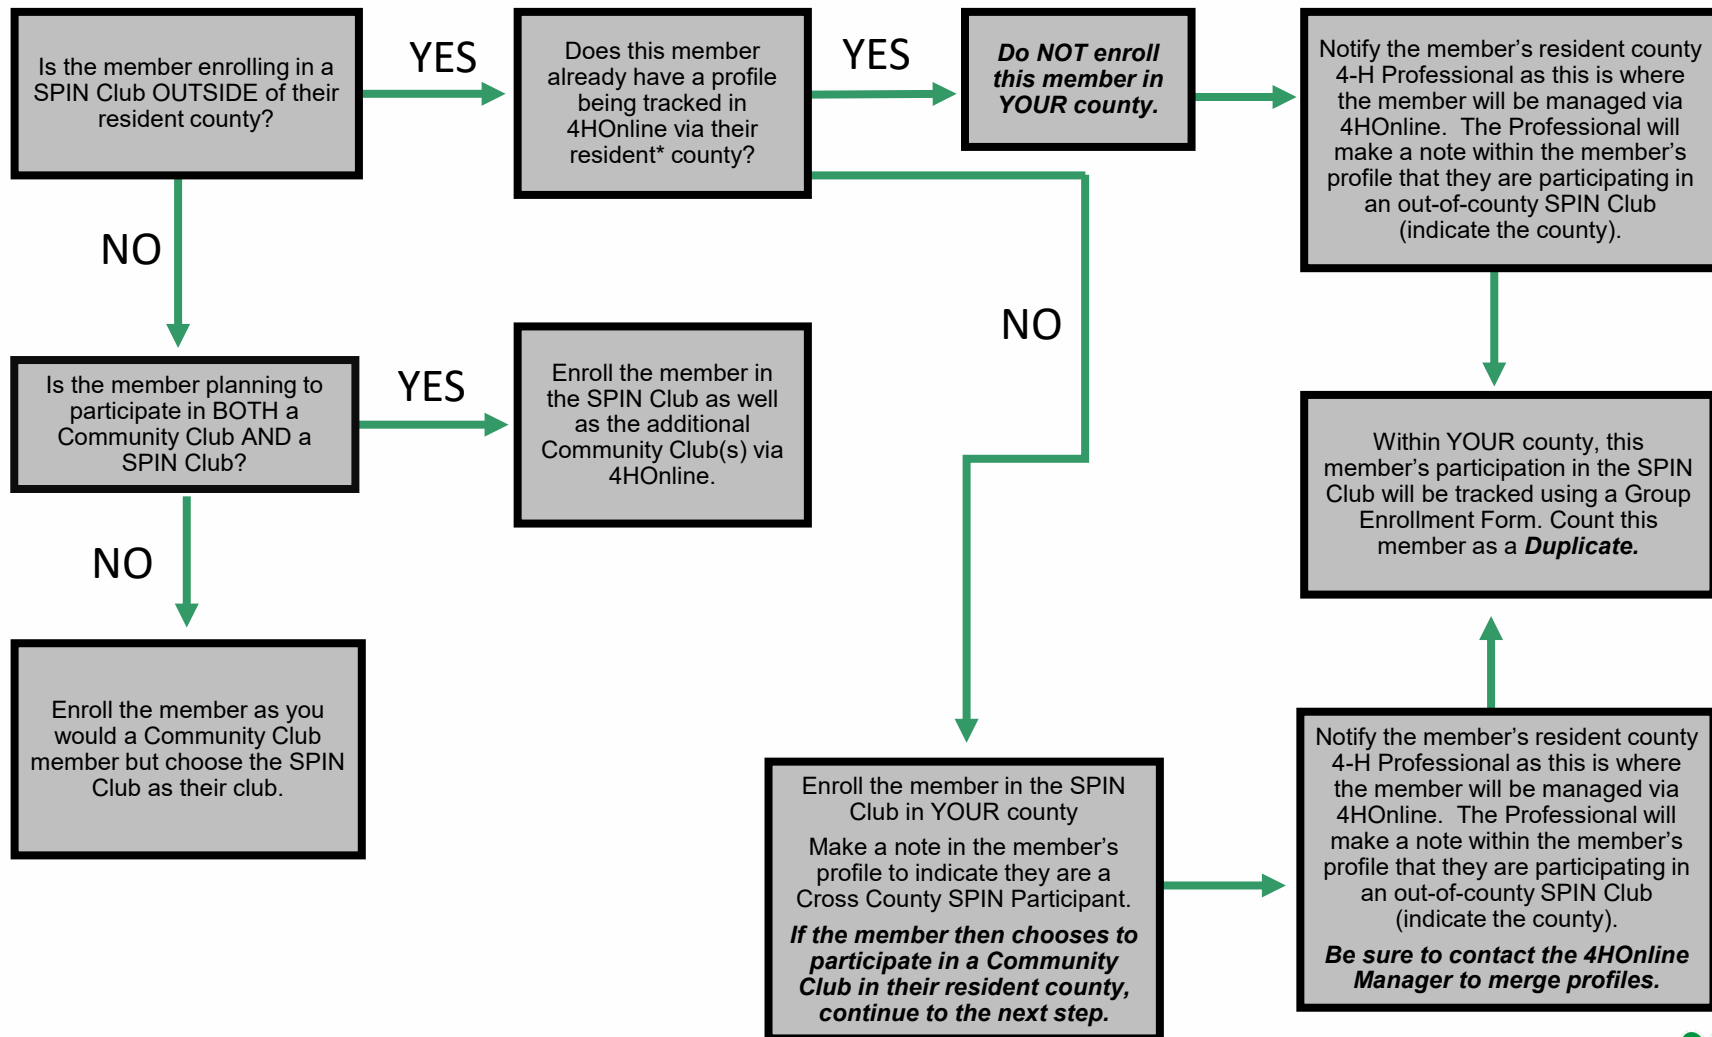 Is the member enrolling in a
SPIN Club OUTSIDE of their
resident county?
YES
Does this member
already have a profile
being tracked in
4HOnline via their
resident* county?
YES
Do NOT enroll
this member in
YOUR county.
Notify the member’s resident county
4-H Professional as this is where
the member will be managed via
4HOnline.  The Professional will
make a note within the member’s
profile that they are participating in
an out-of-county SPIN Club
(indicate the county).
NO
NO
Is the member planning to
participate in BOTH a
Community Club AND a
SPIN Club?
YES
Enroll the member in
the SPIN Club as well
as the additional
Community Club(s) via
4HOnline.
Within YOUR county, this
member’s participation in the SPIN
Club will be tracked using a Group
Enrollment Form. Count this
member as a Duplicate.
NO
Enroll the member as you
would a Community Club
member but choose the SPIN
Club as their club.
Enroll the member in the SPIN
Club in YOUR county
Make a note in the member’s
profile to indicate they are a
Cross County SPIN Participant.
If the member then chooses to
participate in a Community
Club in their resident county,
continue to the next step.
Notify the member’s resident county
4-H Professional as this is where
the member will be managed via
4HOnline.  The Professional will
make a note within the member’s
profile that they are participating in
an out-of-county SPIN Club
(indicate the county).
Be sure to contact the 4HOnline
Manager to merge profiles.